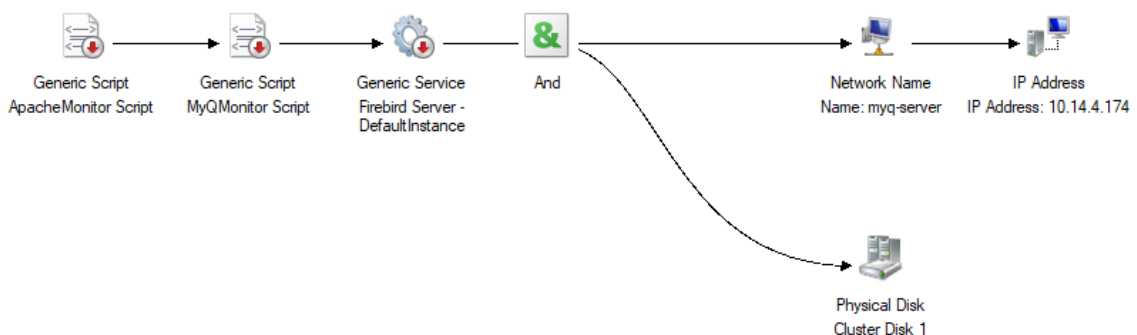 &
Generic Script
ApacheMonitor Script
Generic Script
MyQMonitor Script
Generic Service
Firebird Server -
DefaultInstance
And
Network Name
Name: myq-server
IP Address
IP Address: 10.14.4.174
Physical Disk
Cluster Disk 1